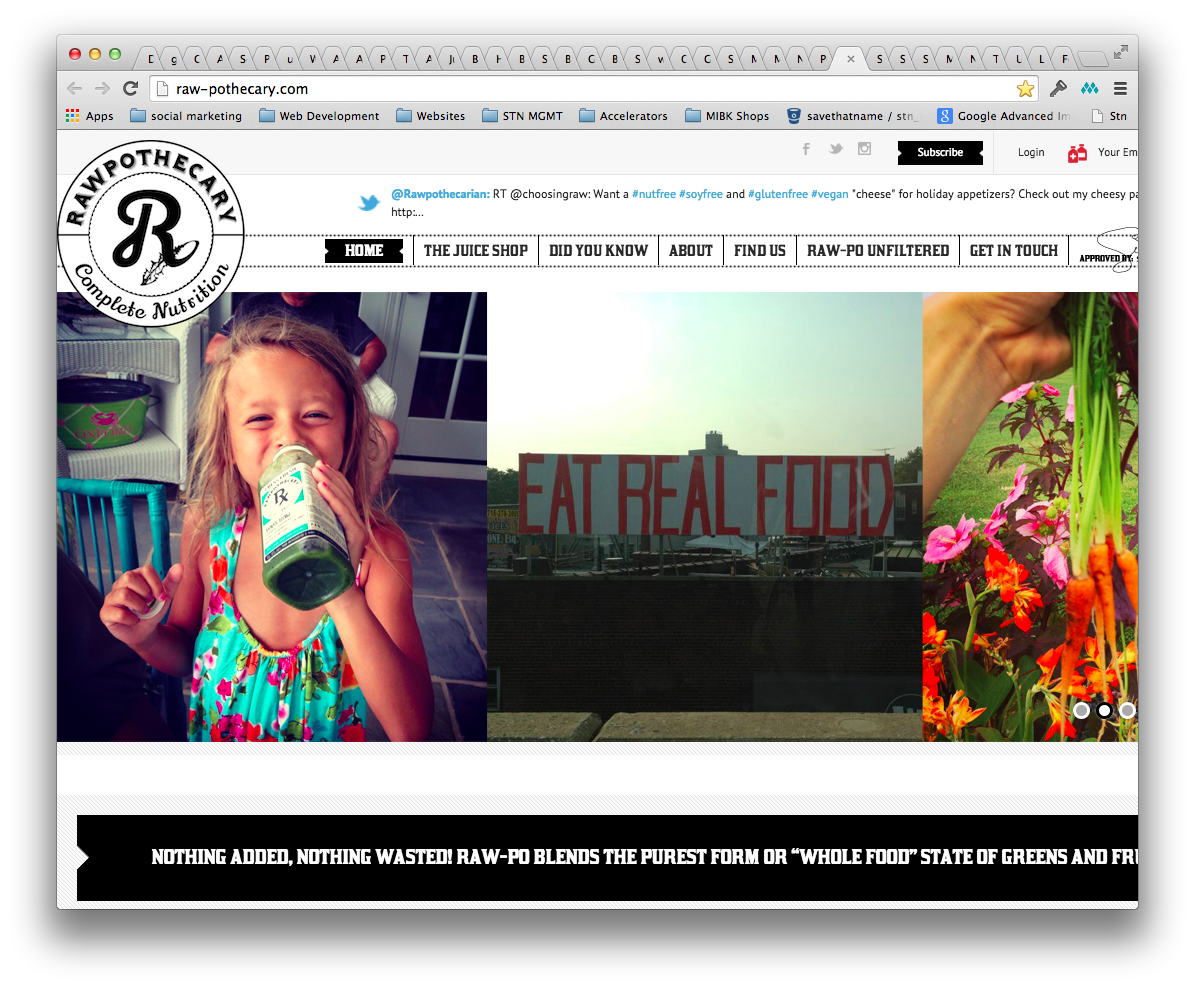 D g C A S P u W A A P T A Ju B H B S B C B S w C C S M M N P S S S M N T U L F
raw-pothecary.com
Apps social marketing Web Development Websites STN MGMT Accelerators MIBK Shops savethatname / stn_ Google Advanced Im Stn
Subscribe Login Your Em
@Rawpothecarian: RT @choosingraw: Want a #nutfree #soyfree and #glutenfree #vegan "cheese" for holiday appetizers? Check out my cheesy pa
http:...
RAWPOTHECARY
R
Complete Nutrition
HOME THE JUICE SHOP DID YOU KNOW ABOUT FIND US RAW-PO UNFILTERED GET IN TOUCH
APPROVED BY:
EAT REAL FOOD
NOTHING ADDED, NOTHING WASTED! RAW-PO BLENDS THE PUREST FORM OR “WHOLE FOOD” STATE OF GREENS AND FRU